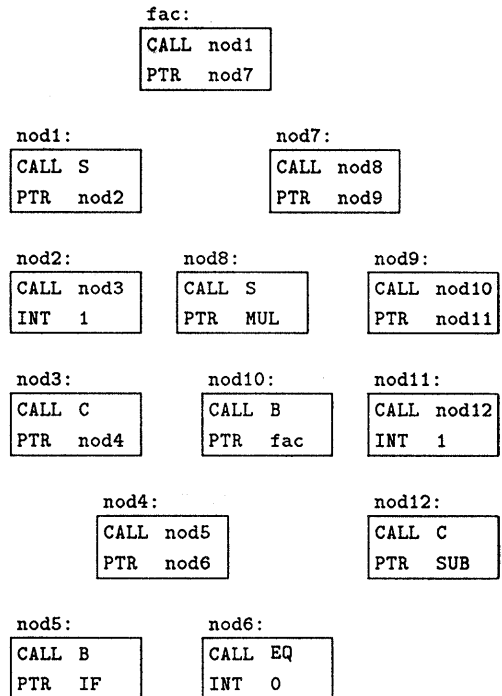 fac:
CALL nod1
PTR nod7
nod1: nod7:
CALL S CALL nod8
PTR nod2 PTR nod9
nod2: nod8: nod9:
CALL nod3 CALL S CALL nod10
INT 1 PTR MUL PTR nod11
nod3: nod10: nod11:
CALL C CALL B CALL nod12
PTR nod4 PTR fac INT 1
nod4: nod12:
CALL nod5 CALL C
PTR nod6 PTR SUB
nod5: nod6:
CALL B CALL EQ
PTR IF INT 0